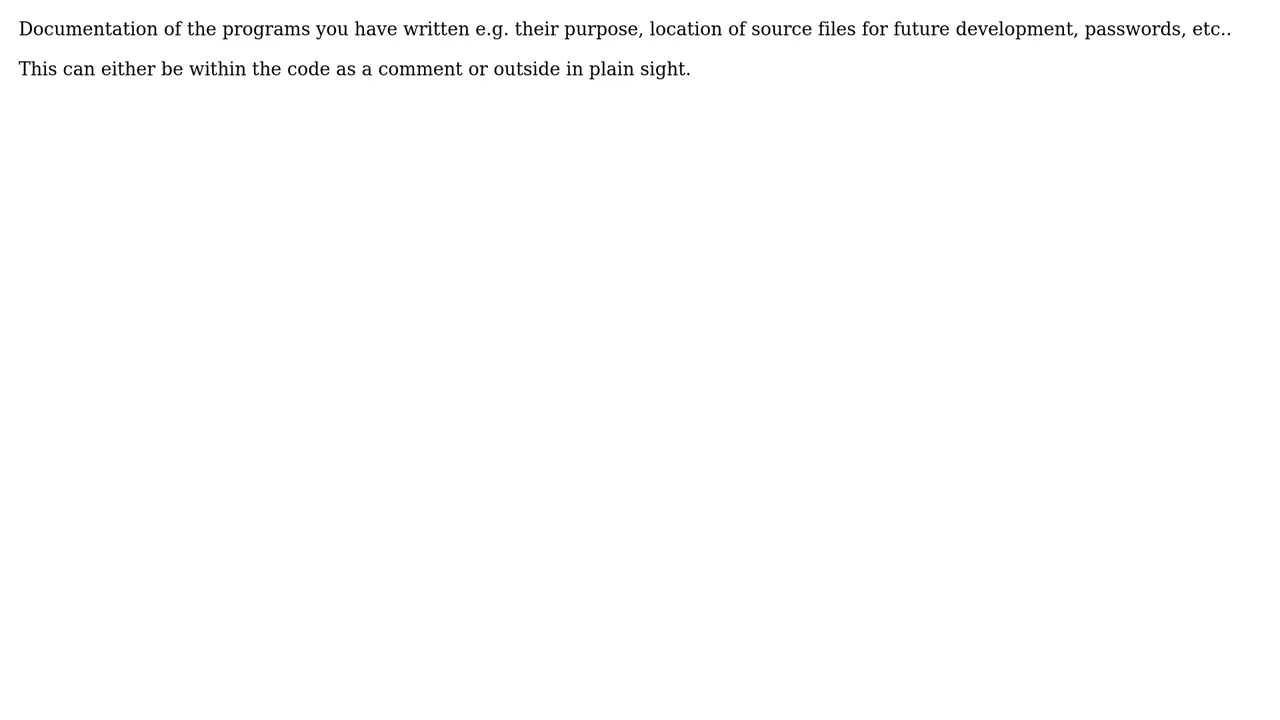 Documentation of the programs you have written e.g. their purpose, location of source files for future development, passwords, etc..
This can either be within the code as a comment or outside in plain sight.